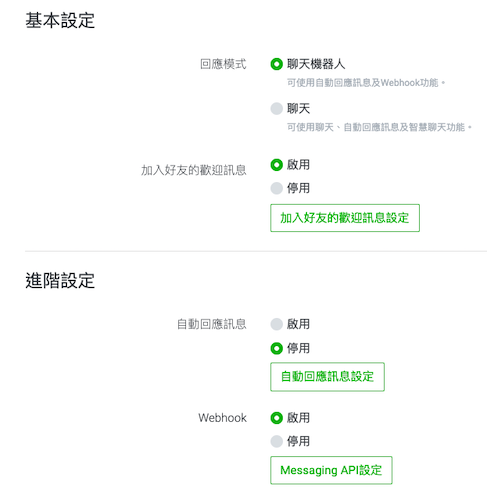 基本設定
回應模式
聊天機器人
可使用自動回應訊息及Webhook功能。
聊天
可使用聊天、自動回應訊息及智慧聊天功能。
加入好友的歡迎訊息
啟用
停用
加入好友的歡迎訊息設定
進階設定
自動回應訊息
啟用
停用
自動回應訊息設定
Webhook
啟用
停用
Messaging API設定